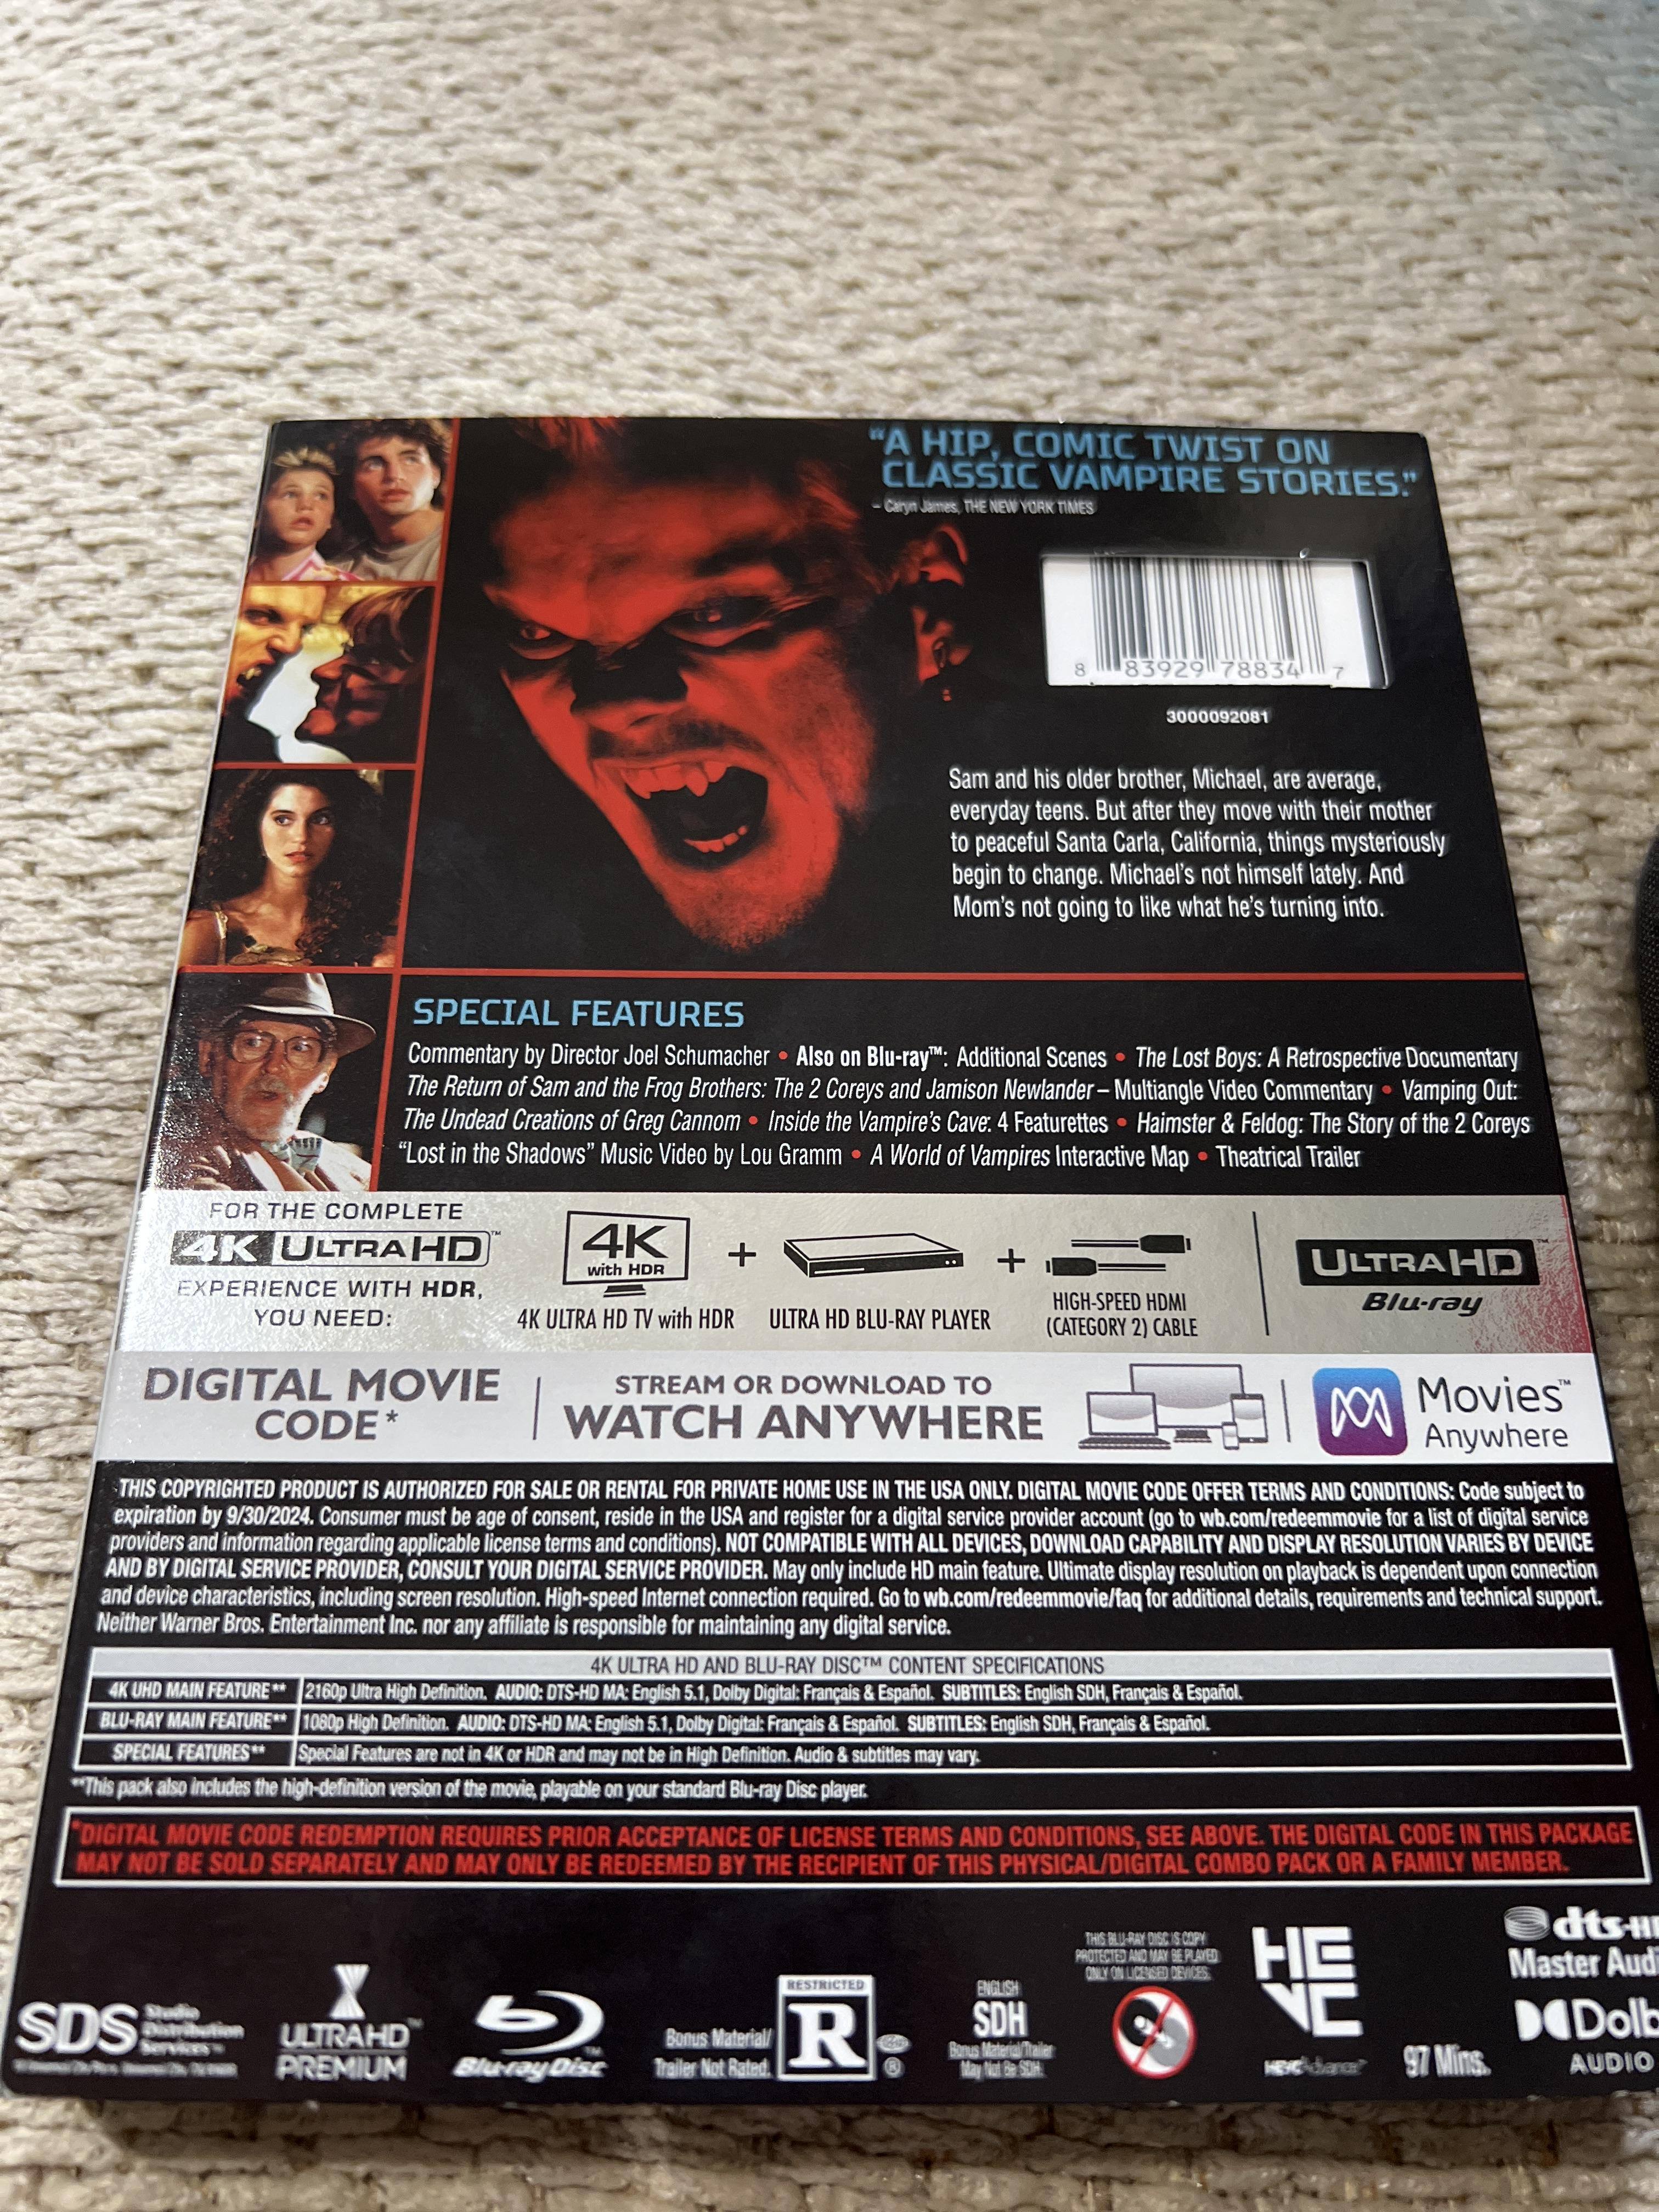 “A HIP, COMIC TWIST ON
CLASSIC VAMPIRE STORIES.”
– Caryn James, THE NEW YORK TIMES
8 83929 78834 7
3000092081
Sam and his older brother, Michael, are average,
everyday teens. But after they move with their mother
to peaceful Santa Carla, California, things mysteriously
begin to change. Michael’s not himself lately. And
Mom’s not going to like what he’s turning into.
SPECIAL FEATURES
Commentary by Director Joel Schumacher • Also on Blu-ray™: Additional Scenes • The Lost Boys: A Retrospective Documentary
The Return of Sam and the Frog Brothers: The 2 Coreys and Jamison Newlander – Multiangle Video Commentary • Vamping Out:
The Undead Creations of Greg Cannom • Inside the Vampire’s Cave: 4 Featurettes • Haimster & Feldog: The Story of the 2 Coreys
“Lost in the Shadows” Music Video by Lou Gramm • A World of Vampires Interactive Map • Theatrical Trailer
FOR THE COMPLETE
4K ULTRA HD™
EXPERIENCE WITH HDR,
YOU NEED:
4K
with HDR
4K ULTRA HD TV with HDR
+
ULTRA HD BLU-RAY PLAYER
+
HIGH-SPEED HDMI
(CATEGORY 2) CABLE
ULTRA HD™
Blu-ray
DIGITAL MOVIE
CODE*
STREAM OR DOWNLOAD TO
WATCH ANYWHERE
Movies™
Anywhere
THIS COPYRIGHTED PRODUCT IS AUTHORIZED FOR SALE OR RENTAL FOR PRIVATE HOME USE IN THE USA ONLY. DIGITAL MOVIE CODE OFFER TERMS AND CONDITIONS: Code subject to
expiration by 9/30/2024. Consumer must be age of consent, reside in the USA and register for a digital service provider account (go to wb.com/redeemmovie for a list of digital service
providers and information regarding applicable license terms and conditions). NOT COMPATIBLE WITH ALL DEVICES, DOWNLOAD CAPABILITY AND DISPLAY RESOLUTION VARIES BY DEVICE
AND BY DIGITAL SERVICE PROVIDER, CONSULT YOUR DIGITAL SERVICE PROVIDER. May only include HD main feature. Ultimate display resolution on playback is dependent upon connection
and device characteristics, including screen resolution. High-speed Internet connection required. Go to wb.com/redeemmovie/faq for additional details, requirements and technical support.
Neither Warner Bros. Entertainment Inc. nor any affiliate is responsible for maintaining any digital service.
4K ULTRA HD AND BLU-RAY DISC™ CONTENT SPECIFICATIONS
4K UHD MAIN FEATURE** 2160p Ultra High Definition. AUDIO: DTS-HD MA: English 5.1, Dolby Digital: Français & Español. SUBTITLES: English SDH, Français & Español.
BLU-RAY MAIN FEATURE** 1080p High Definition. AUDIO: DTS-HD MA: English 5.1, Dolby Digital: Français & Español. SUBTITLES: English SDH, Français & Español.
SPECIAL FEATURES** Special Features are not in 4K or HDR and may not be in High Definition. Audio & subtitles may vary.
**This pack also includes the high-definition version of the movie, playable on your standard Blu-ray Disc player.
*DIGITAL MOVIE CODE REDEMPTION REQUIRES PRIOR ACCEPTANCE OF LICENSE TERMS AND CONDITIONS, SEE ABOVE. THE DIGITAL CODE IN THIS PACKAGE
MAY NOT BE SOLD SEPARATELY AND MAY ONLY BE REDEEMED BY THE RECIPIENT OF THIS PHYSICAL/DIGITAL COMBO PACK OR A FAMILY MEMBER.
SDS Studio
Distribution
Services
ULTRA HD™
PREMIUM
Blu-ray Disc™
Bonus Material/
Trailer Not Rated.
RESTRICTED
R
®
ENGLISH
SDH
Bonus Material/Trailer
May Not Be SDH.
THIS BLU-RAY DISC IS COPY
PROTECTED AND MAY BE PLAYED
ONLY ON LICENSED DEVICES.
HE
VC
HEVC Advance™
97 Mins.
dts-H
Master Audi
Dolb
AUDIO